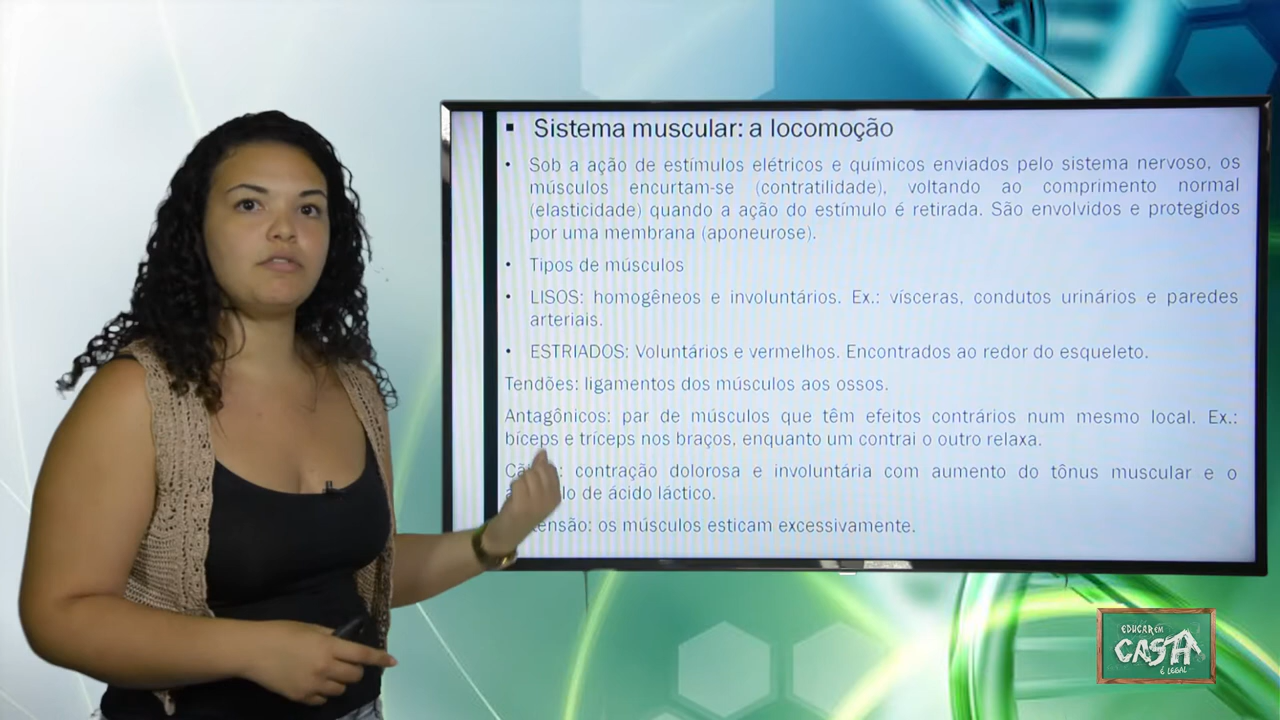 Sistema muscular: a locomoção
Sob a ação de estímulos elétricos e químicos enviados pelo sistema nervoso, os
músculos encurtam-se (contratilidade), voltando ao comprimento normal
(elasticidade) quando a ação do estímulo é retirada. São envolvidos e protegidos
por uma membrana (aponeurose).
Tipos de músculos
LISOS: homogêneos e involuntários. Ex.: vísceras, condutos urinários e paredes
arteriais.
ESTRIADOS: Voluntários e vermelhos. Encontrados ao redor do esqueleto.
Tendões: ligamentos dos músculos aos ossos.
Antagônicos: par de músculos que têm efeitos contrários num mesmo local. Ex.:
bíceps e tríceps nos braços, enquanto um contrai o outro relaxa.
contração dolorosa e involuntária com aumento do tônus muscular e o
de ácido láctico.
os músculos esticam excessivamente.
EDUCAR EM
CASA
É LEGAL